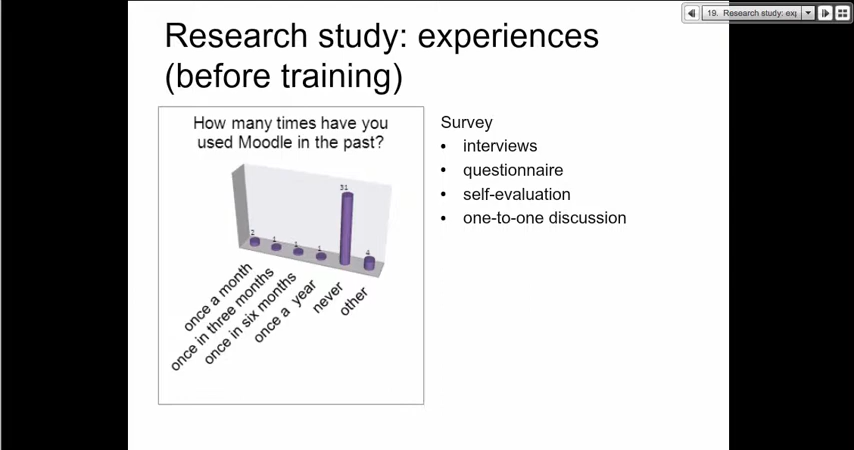 19. Research study: exp
Research study: experiences
(before training)
How many times have you
used Moodle in the past?
2
1
1
1
31
4
once a month
once in three months
once in six months
once a year
never
other
Survey
• interviews
• questionnaire
• self-evaluation
• one-to-one discussion